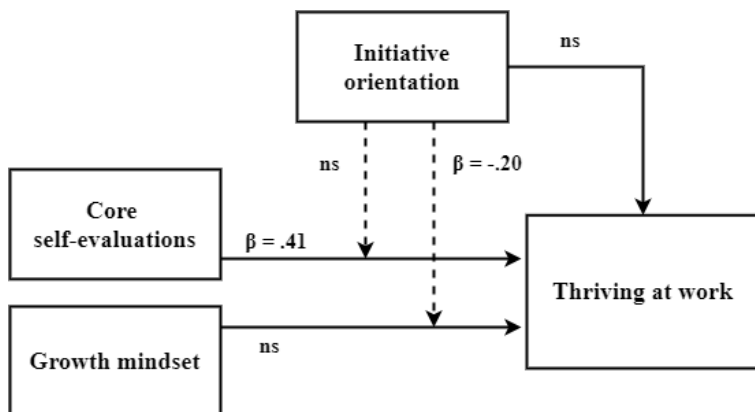 Initiative
orientation
ns
ns
β = -.20
Core
self-evaluations
β = .41
Thriving at work
Growth mindset
ns